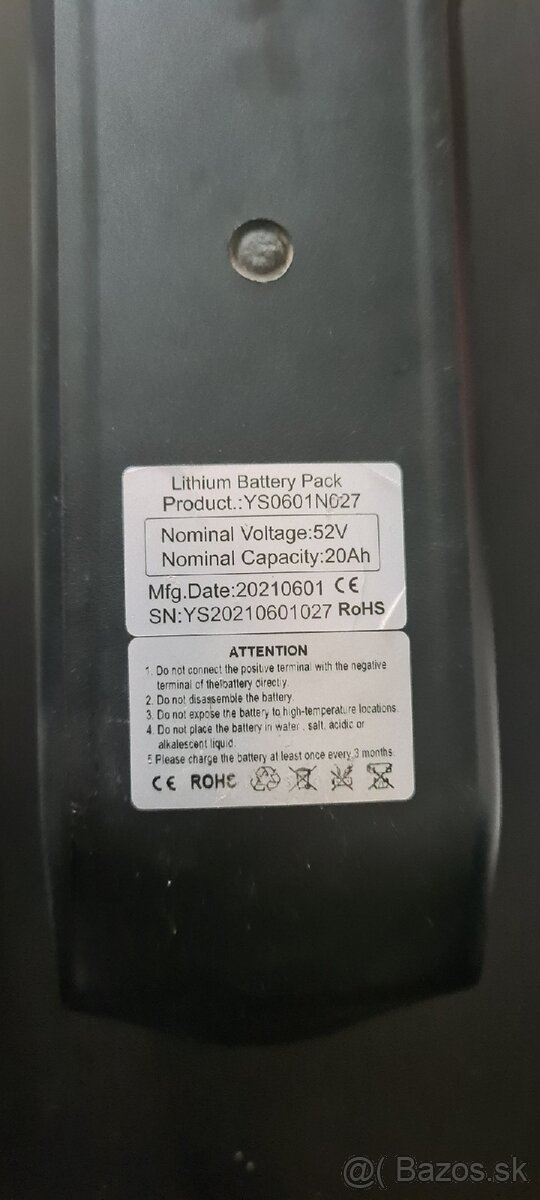 Lithium Battery Pack
Product.:YS0601N027
Nominal Voltage:52V
Nominal Capacity:20Ah
Mfg.Date:20210601 CE
SN:YS20210601027 RoHS
ATTENTION
1. Do not connect the positive terminal with the negative
terminal of the battery directly.
2. Do not disassemble the battery
3. Do not expose the battery to high-temperature locations.
4. Do not place the battery in water , salt, acidic or
alkalescent liquid.
5 Please charge the battery at least once every 3 months.
CE ROHS
@( Bazos.sk